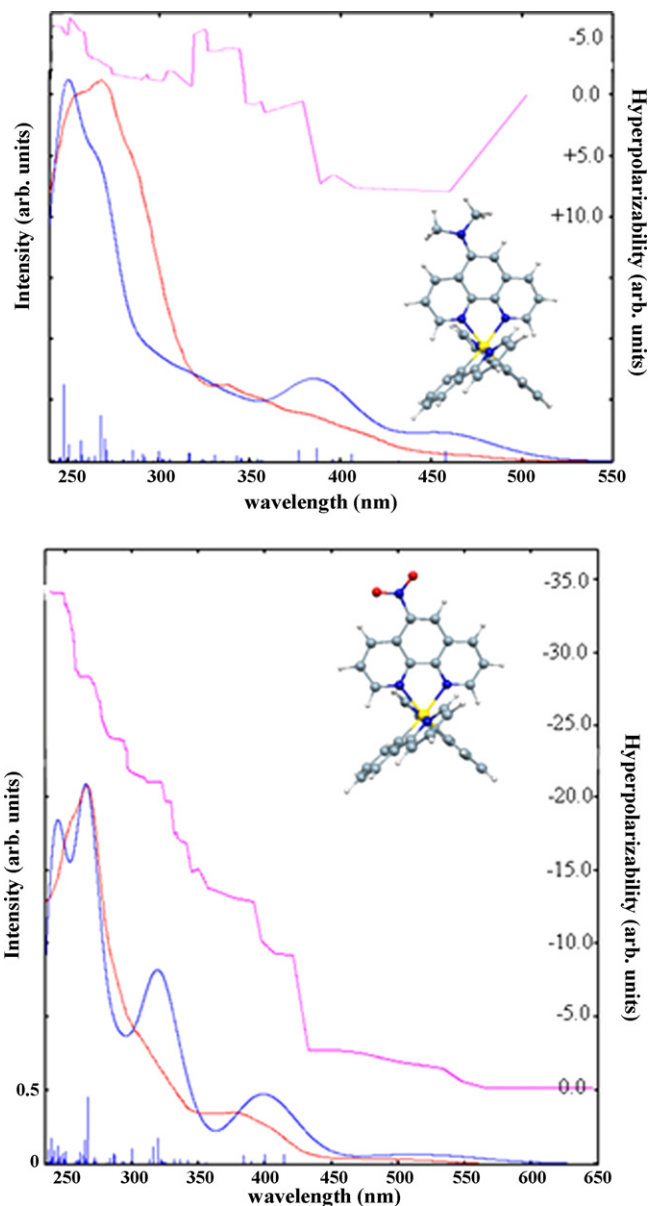 -5.0
0.0
+5.0
+10.0
Intensity (arb. units)
Hyperpolarizability (arb. units)
250 300 350 400 450 500 550
wavelength (nm)
-35.0
-30.0
-25.0
-20.0
-15.0
-10.0
-5.0
0.0
Intensity (arb. units)
Hyperpolarizability (arb. units)
0.5
0
250 300 350 400 450 500 550 600 650
wavelength (nm)